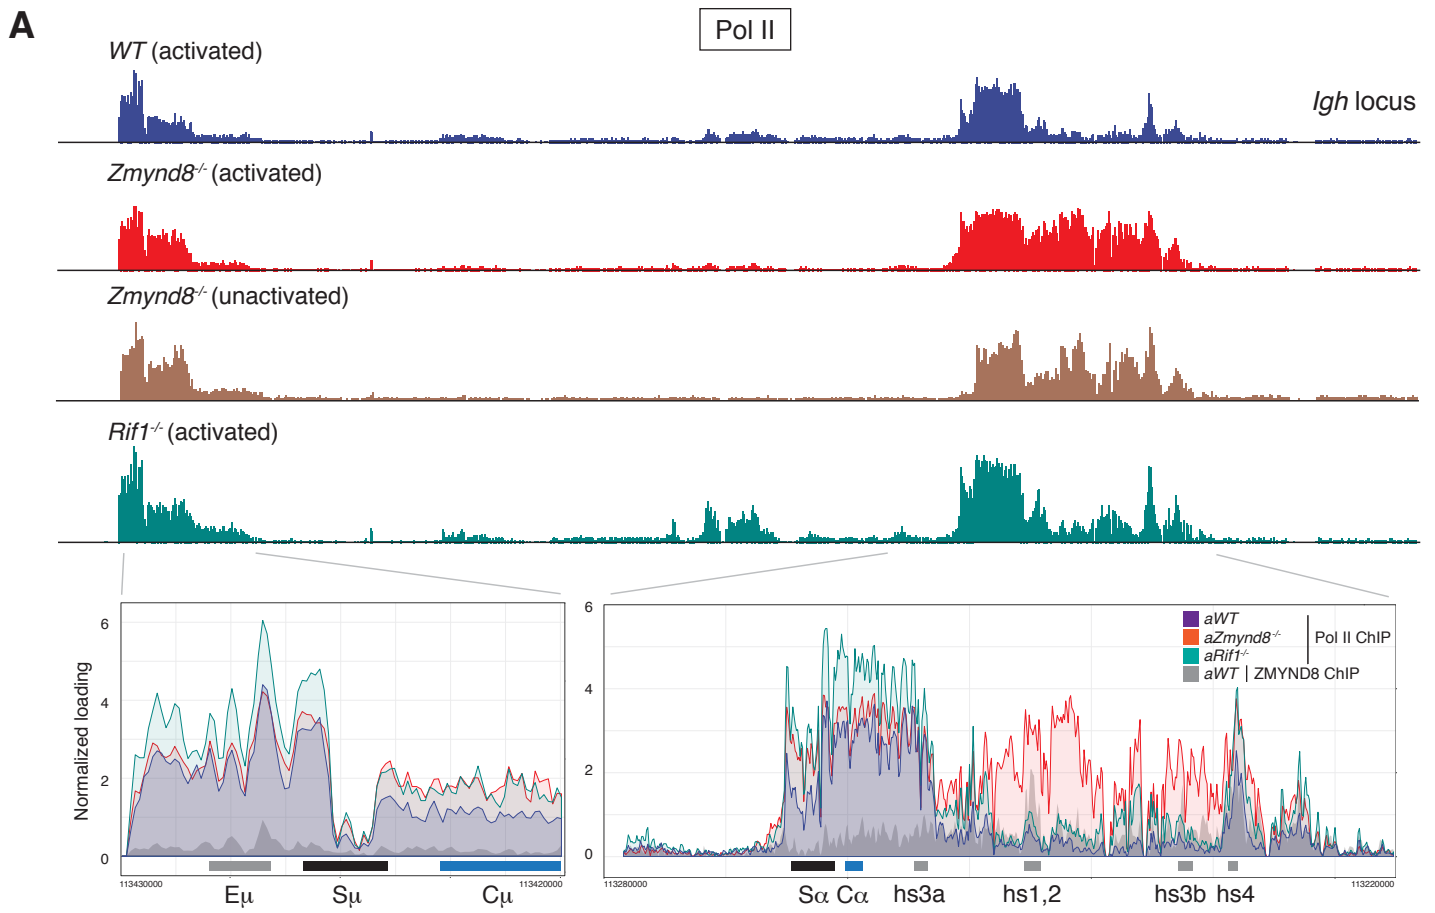 A
Pol II
WT (activated)
Igh locus
Zmynd8-/- (activated)
Zmynd8-/- (unactivated)
Rif1-/- (activated)
Normalized loading
6
4
2
0
113430000
113420000
Eμ
Sμ
Cμ
6
4
2
0
aWT
aZmynd8-/-
aRif1-/-
Pol II ChIP
aWT | ZMYND8 ChIP
113280000
113220000
Sα
Cα
hs3a
hs1,2
hs3b
hs4